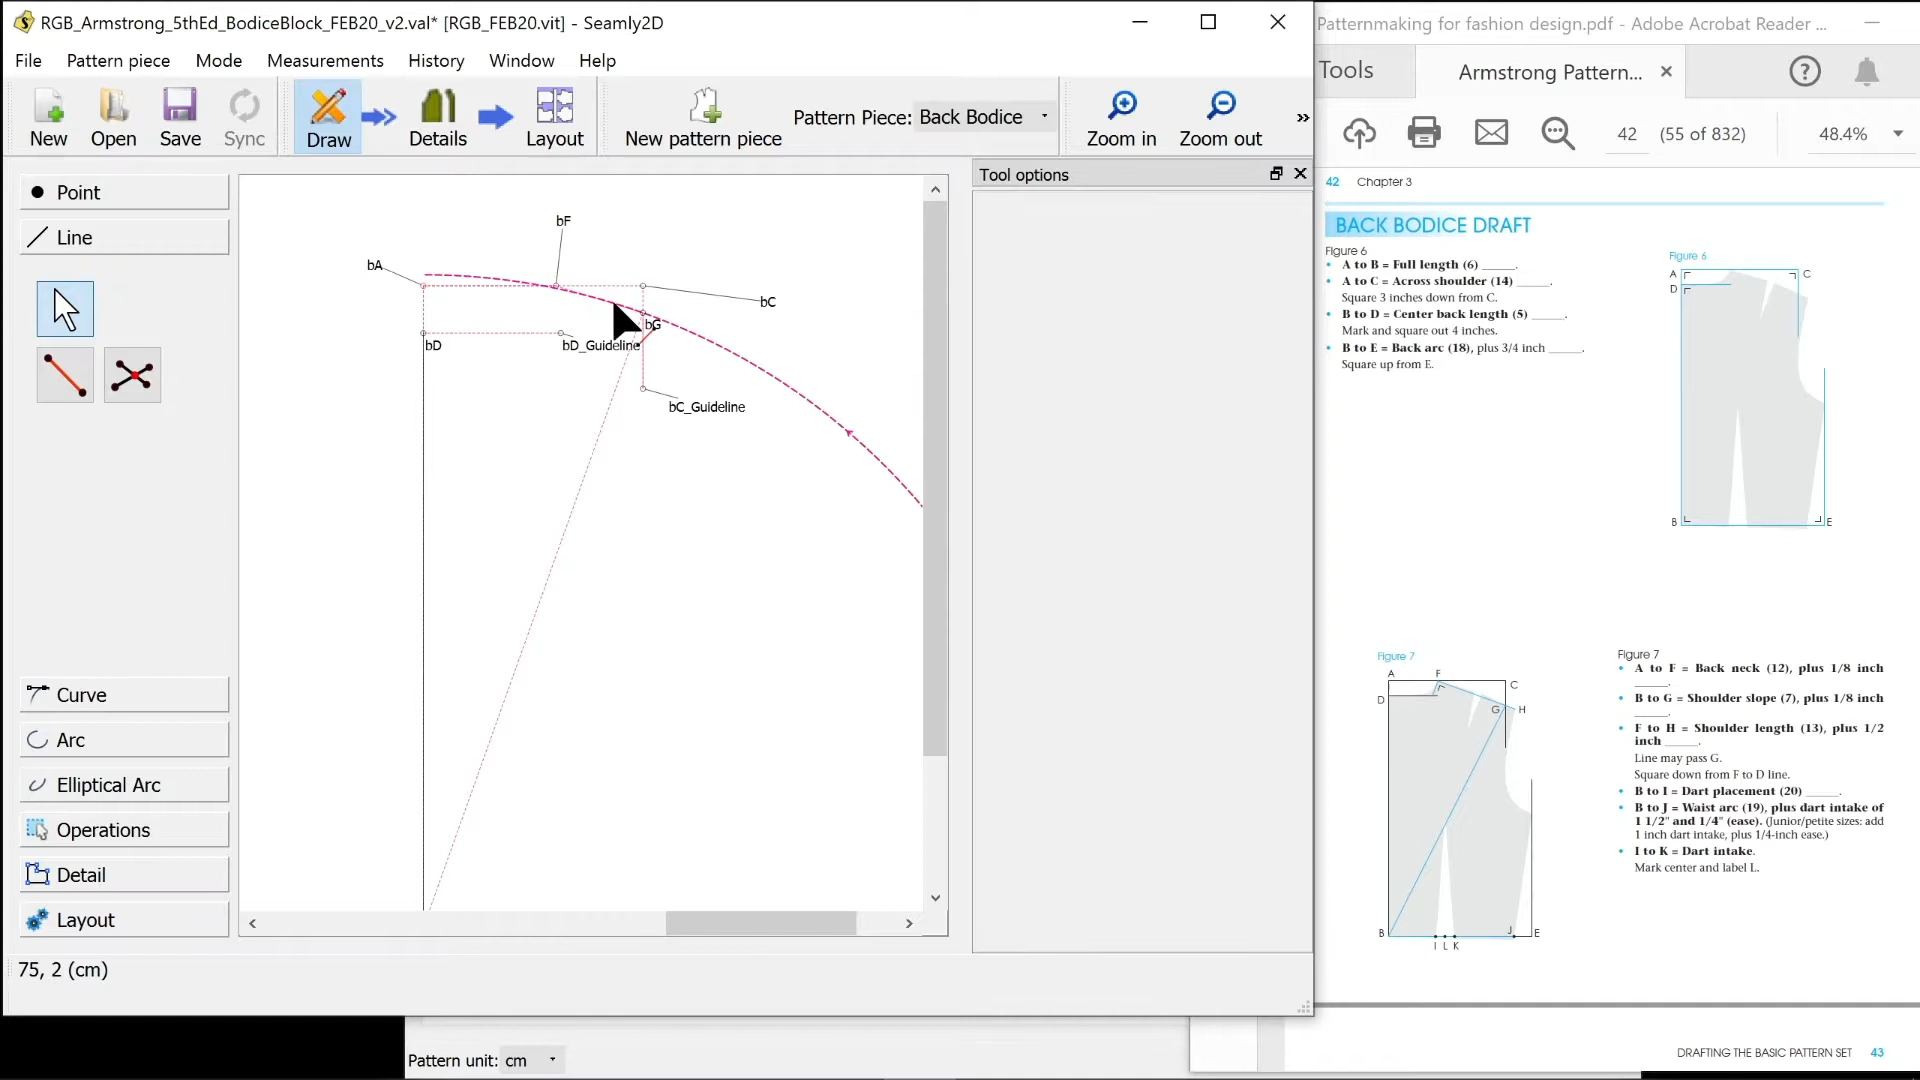 RGB_Armstrong_5thEd_BodiceBlock_FEB20_v2.val* [RGB_FEB20.vit] - Seamly2D
File Pattern piece Mode Measurements History Window Help
New Open Save Sync Draw Details Layout New pattern piece Pattern Piece: Back Bodice Zoom in Zoom out »
Point
Line
Curve
Arc
Elliptical Arc
Operations
Detail
Layout
bF
bA
bC
bG
bD
bD_Guideline
bC_Guideline
Tool options
75, 2 (cm)
Pattern unit: cm
Patternmaking for fashion design.pdf - Adobe Acrobat Reader ...
Tools Armstrong Pattern...
42 (55 of 832) 48.4%
42 Chapter 3
BACK BODICE DRAFT
Figure 6
• A to B = Full length (6) _____.
• A to C = Across shoulder (14) _____.
Square 3 inches down from C.
• B to D = Center back length (5) _____.
Mark and square out 4 inches.
• B to E = Back arc (18), plus 3/4 inch _____.
Square up from E.
Figure 6
A C
D
B E
Figure 7
A F
C
D
G H
B J E
I L K
Figure 7
• A to F = Back neck (12), plus 1/8 inch
_____.
• B to G = Shoulder slope (7), plus 1/8 inch
_____.
• F to H = Shoulder length (13), plus 1/2
inch _____.
Line may pass G.
Square down from F to D line.
• B to I = Dart placement (20) _____.
• B to J = Waist arc (19), plus dart intake of
1 1/2" and 1/4" (ease). (Junior/petite sizes: add
1 inch dart intake, plus 1/4-inch ease.)
• I to K = Dart intake.
Mark center and label L.
DRAFTING THE BASIC PATTERN SET 43